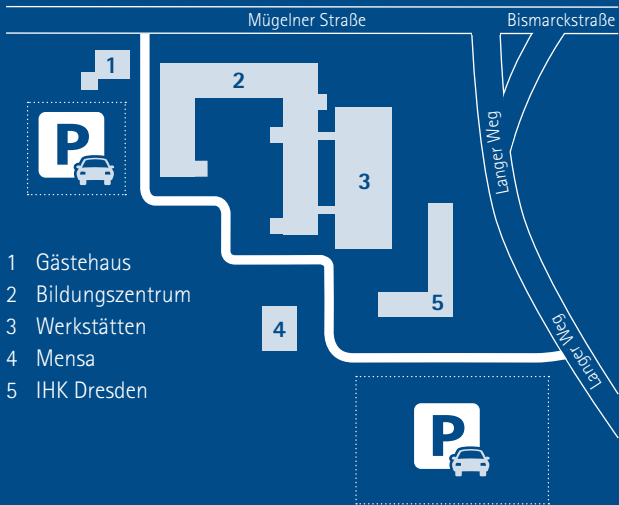 Mügelner Straße
Bismarckstraße
1
2
P
Langer Weg
3
1 Gästehaus
2 Bildungszentrum
3 Werkstätten
4 Mensa
5 IHK Dresden
5
4
Langer Weg
P